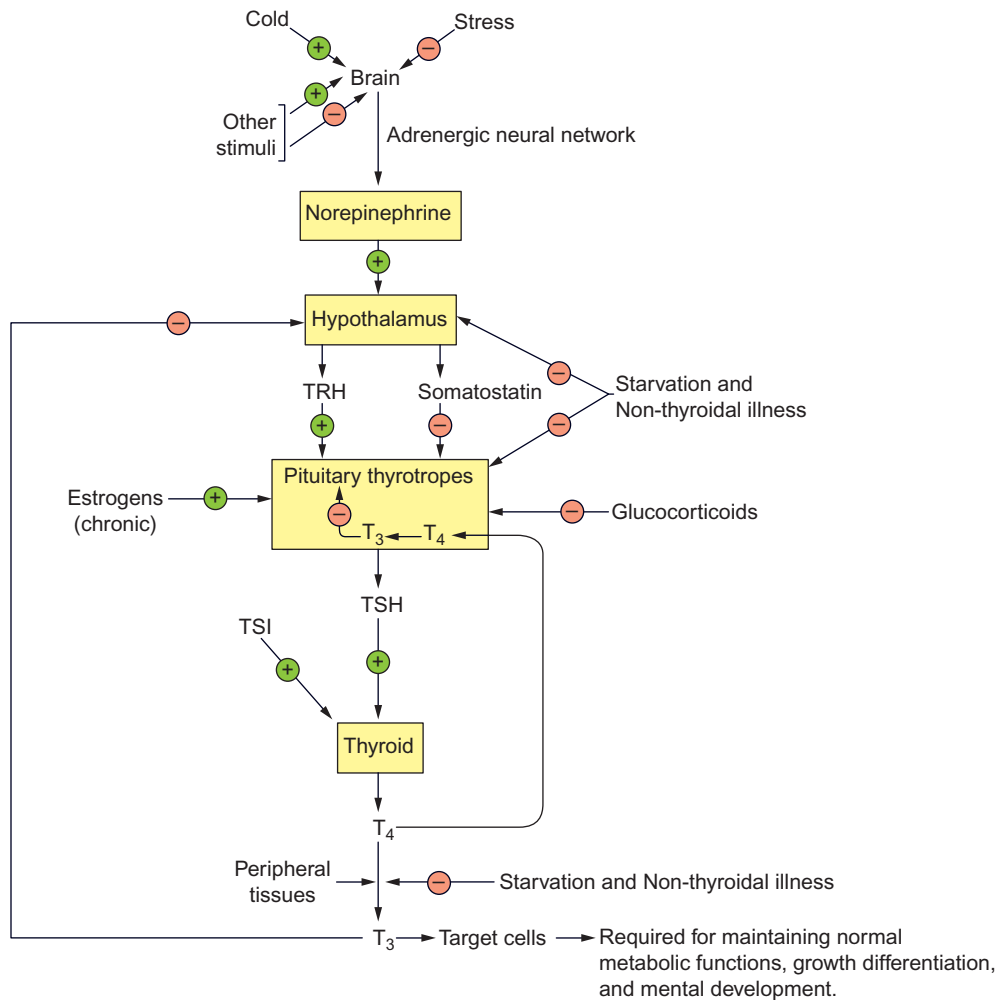 Cold
Stress
+
−
Brain
+
−
Other
stimuli
Adrenergic neural network
Norepinephrine
+
Hypothalamus
−
TRH
Somatostatin
−
Starvation and
Non-thyroidal illness
+
−
−
Pituitary thyrotropes
Estrogens
(chronic)
+
−
−
Glucocorticoids
T3
T4
TSH
TSI
+
+
Thyroid
T4
Peripheral
tissues
−
Starvation and Non-thyroidal illness
T3
Target cells
Required for maintaining normal
metabolic functions, growth differentiation,
and mental development.